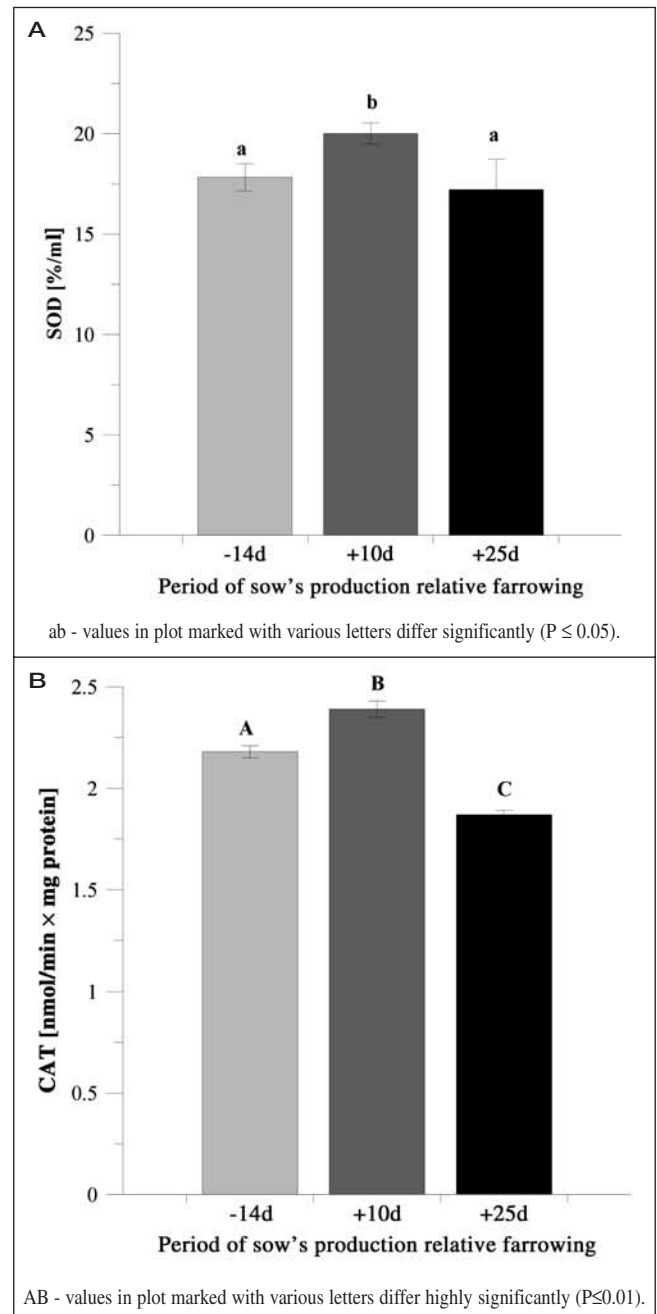 A
25
b
a
a
20
15
SOD [%/ml]
10
5
0
-14d +10d +25d
Period of sow's production relative farrowing
ab - values in plot marked with various letters differ significantly (P ≤ 0.05).
B
2.5
B
A
C
2
1.5
CAT [nmol/min × mg protein]
1
0.5
0
-14d +10d +25d
Period of sow's production relative farrowing
AB - values in plot marked with various letters differ highly significantly (P≤0.01).